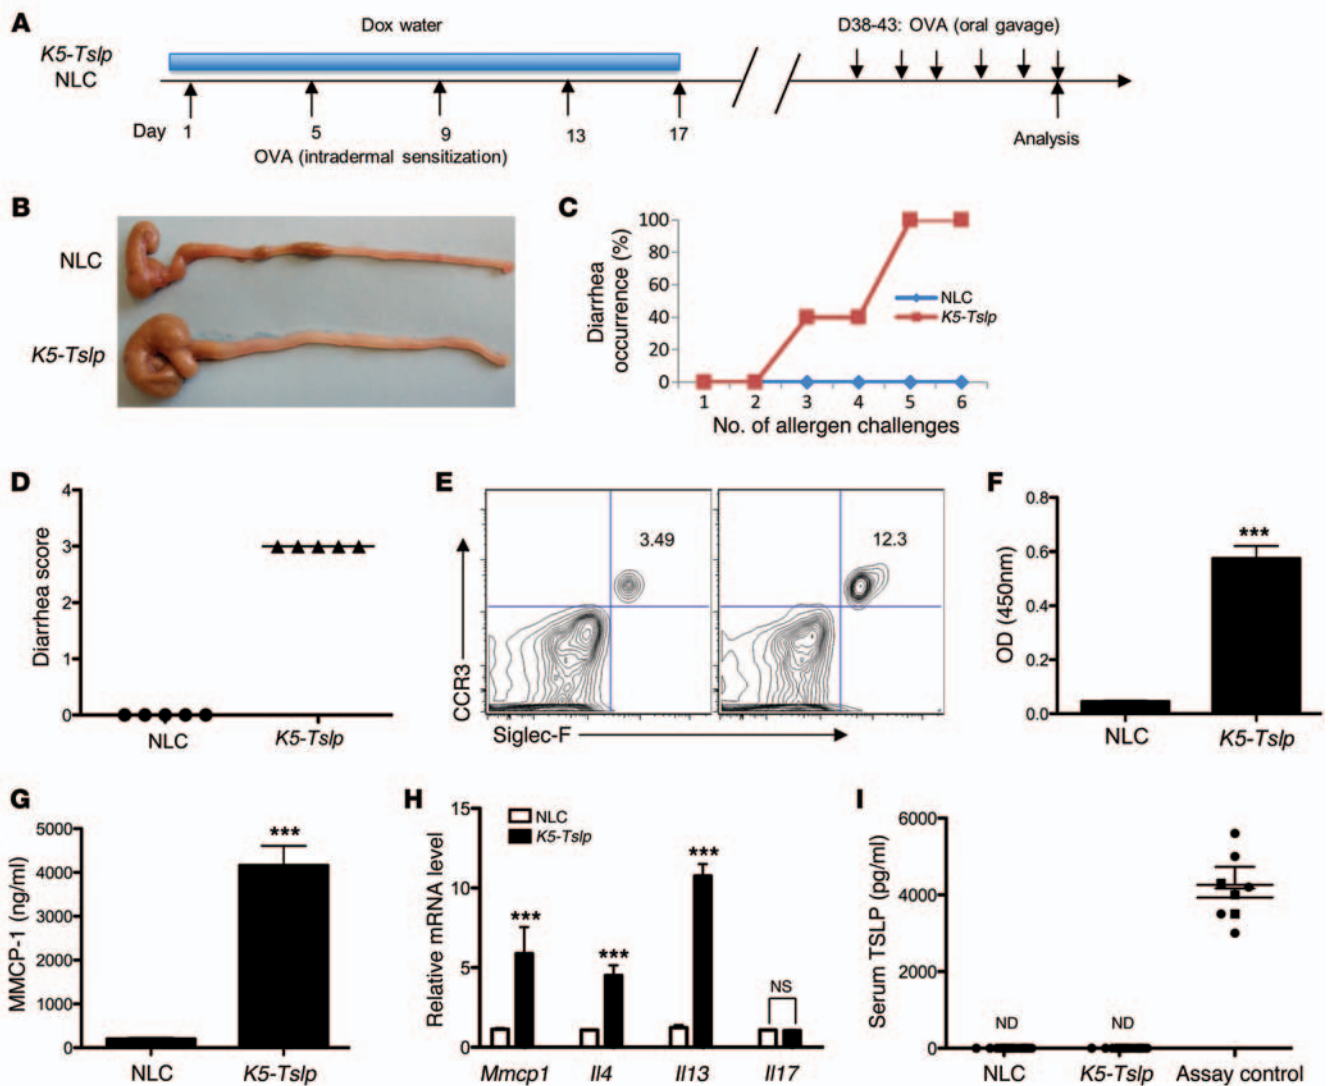 A
Dox water
D38-43: OVA (oral gavage)
K5-Tslp
NLC
Day 1 5 9 13 17
OVA (intradermal sensitization)
Analysis
B
NLC
K5-Tslp
C
Diarrhea
occurrence (%)
100
80
60
40
20
0
1 2 3 4 5 6
No. of allergen challenges
NLC
K5-Tslp
D
Diarrhea score
4
3
2
1
0
NLC K5-Tslp
E
3.49
12.3
CCR3
Siglec-F
F
OD (450nm)
0.8
0.6
0.4
0.2
0.0
***
NLC K5-Tslp
G
MMCP-1 (ng/ml)
5000
4000
3000
2000
1000
0
***
NLC K5-Tslp
H
Relative mRNA level
15
10
5
0
NLC
K5-Tslp
***
***
***
NS
Mmcp1 Il4 Il13 Il17
I
Serum TSLP (pg/ml)
6000
4000
2000
0
ND ND
NLC K5-Tslp Assay control